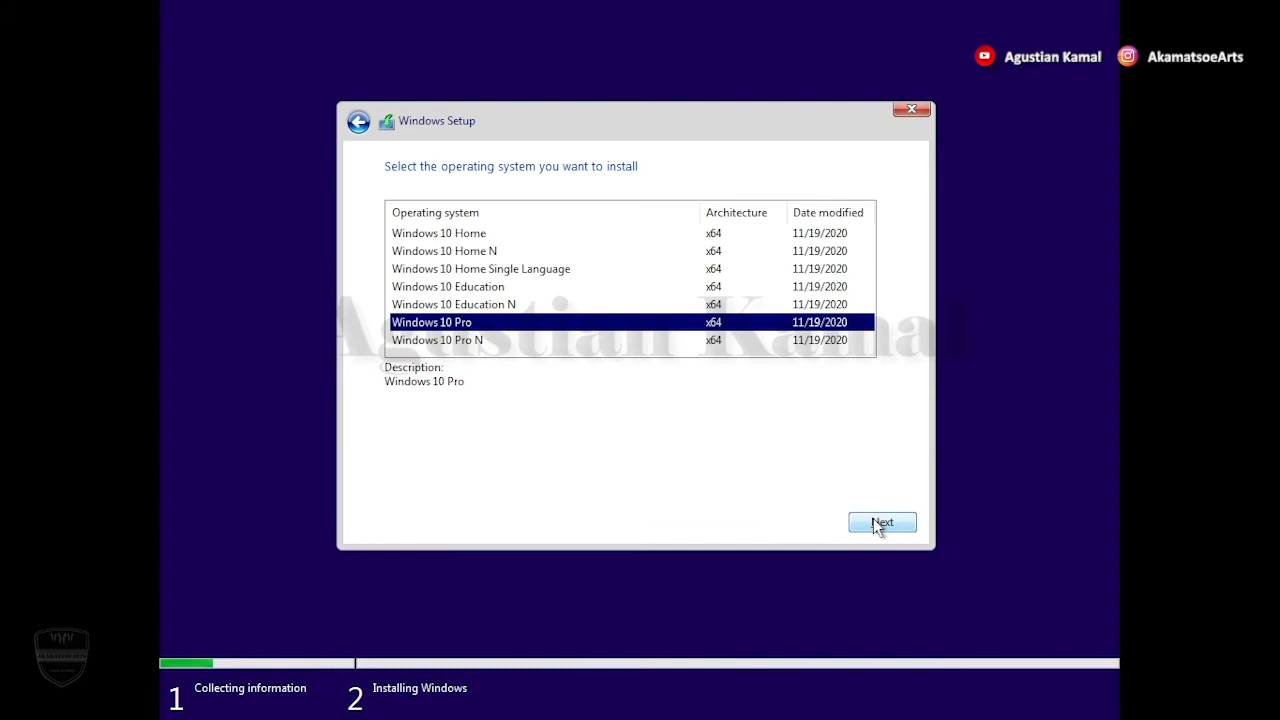 Agustian Kamal AkamatsoeArts
Windows Setup
Select the operating system you want to install
Operating system Architecture Date modified
Windows 10 Home x64 11/19/2020
Windows 10 Home N x64 11/19/2020
Windows 10 Home Single Language x64 11/19/2020
Windows 10 Education x64 11/19/2020
Windows 10 Education N x64 11/19/2020
Windows 10 Pro x64 11/19/2020
Windows 10 Pro N x64 11/19/2020
Agustian Kamal
Description:
Windows 10 Pro
Next
1 Collecting information 2 Installing Windows